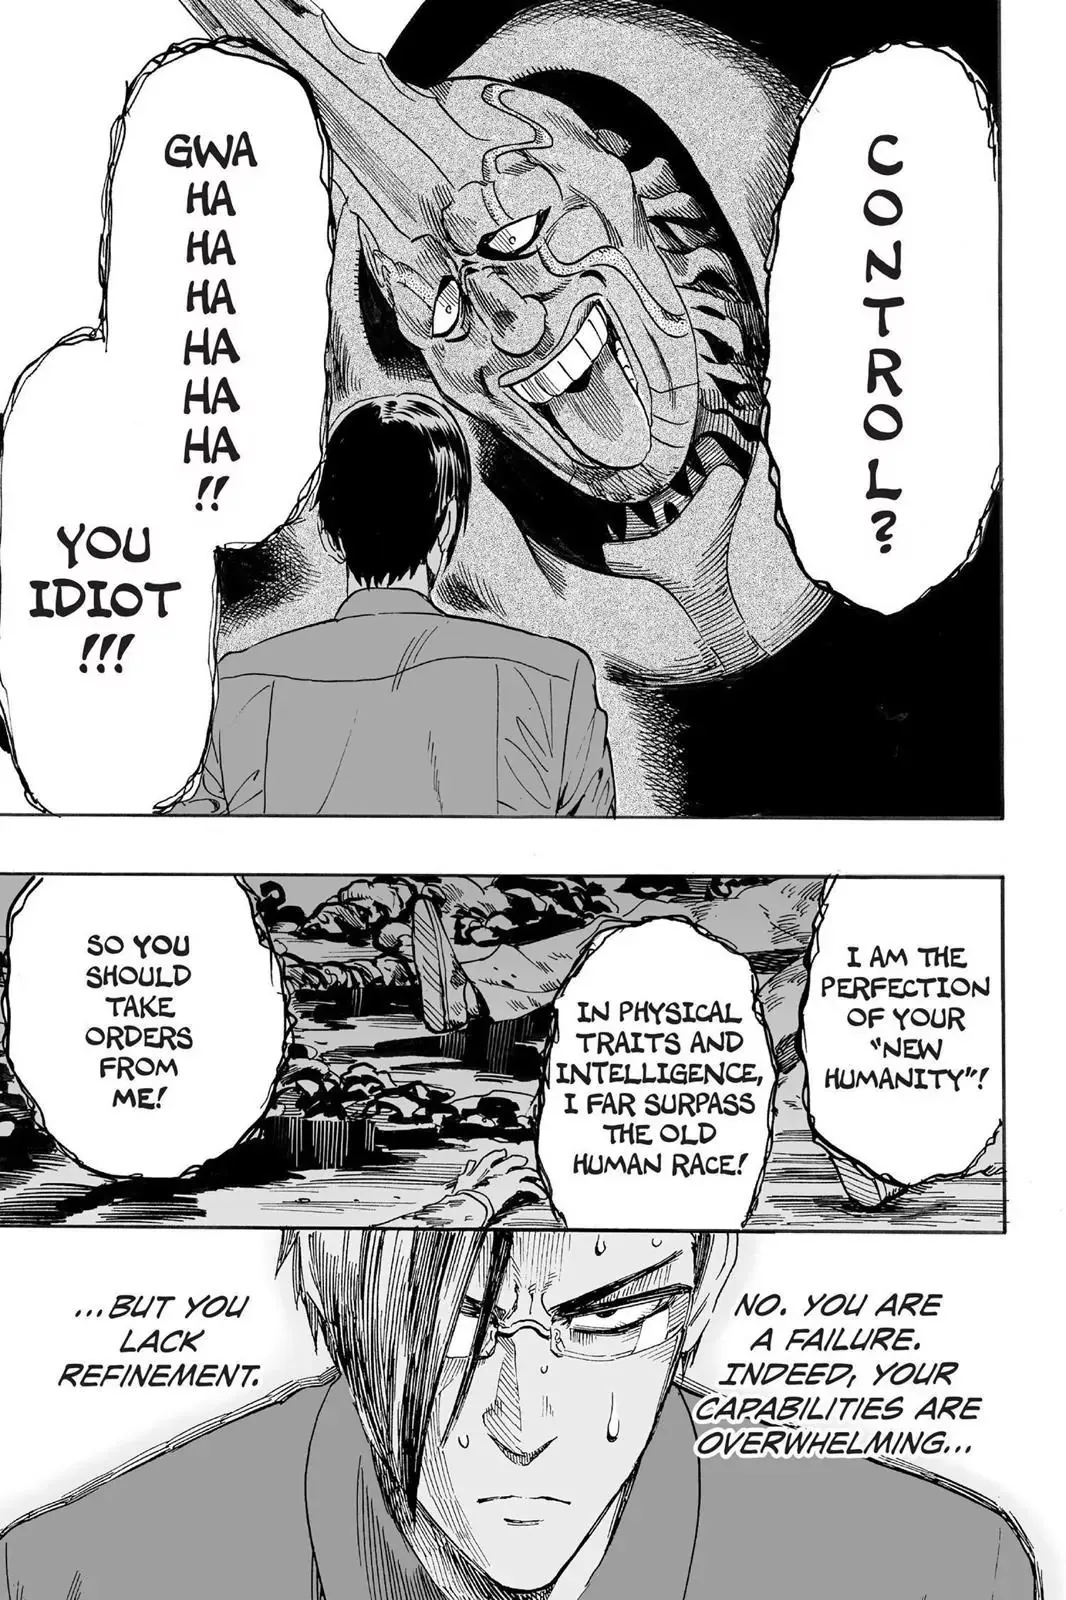 CONTROL?
GWA
HA
HA
HA
HA
HA
HA
!!
YOU
IDIOT
!!!
I AM THE
PERFECTION
OF YOUR
"NEW
HUMANITY"!
IN PHYSICAL
TRAITS AND
INTELLIGENCE,
I FAR SURPASS
THE OLD
HUMAN RACE!
SO YOU
SHOULD
TAKE
ORDERS
FROM
ME!
NO. YOU ARE
A FAILURE.
INDEED, YOUR
CAPABILITIES ARE
OVERWHELMING...
...BUT YOU
LACK
REFINEMENT.